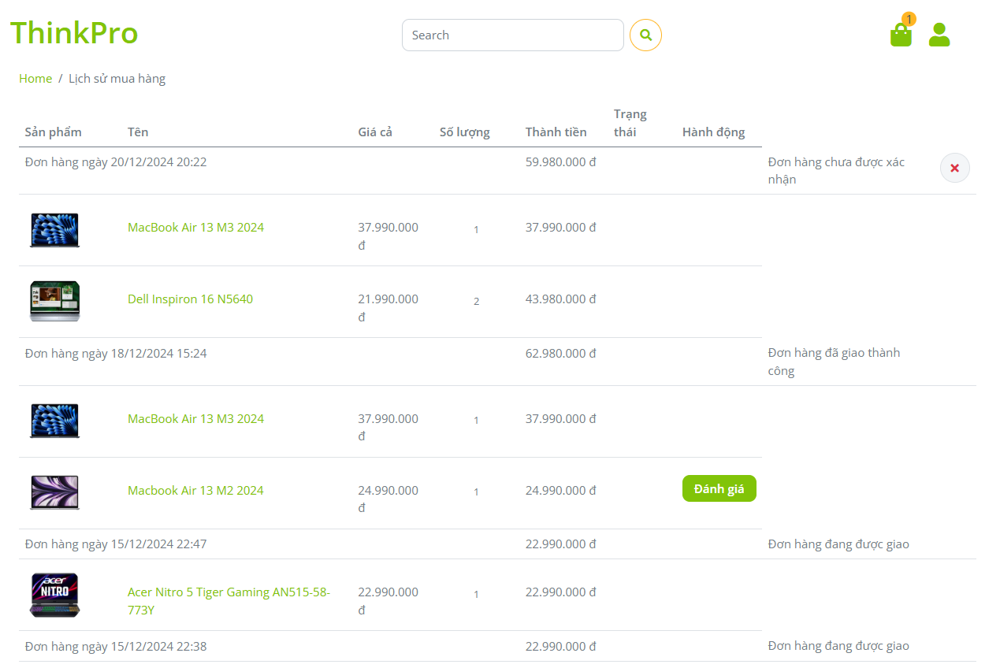 ThinkPro
Search
1
Home / Lịch sử mua hàng
Sản phẩm Tên Giá cả Số lượng Thành tiền Trạng thái Hành động
Đơn hàng ngày 20/12/2024 20:22 59.980.000 đ Đơn hàng chưa được xác nhận
MacBook Air 13 M3 2024 37.990.000 đ 1 37.990.000 đ
Dell Inspiron 16 N5640 21.990.000 đ 2 43.980.000 đ
Đơn hàng ngày 18/12/2024 15:24 62.980.000 đ Đơn hàng đã giao thành công
MacBook Air 13 M3 2024 37.990.000 đ 1 37.990.000 đ
Macbook Air 13 M2 2024 24.990.000 đ 1 24.990.000 đ Đánh giá
Đơn hàng ngày 15/12/2024 22:47 22.990.000 đ Đơn hàng đang được giao
acer NITRO
Acer Nitro 5 Tiger Gaming AN515-58-773Y 22.990.000 đ 1 22.990.000 đ
Đơn hàng ngày 15/12/2024 22:38 22.990.000 đ Đơn hàng đang được giao